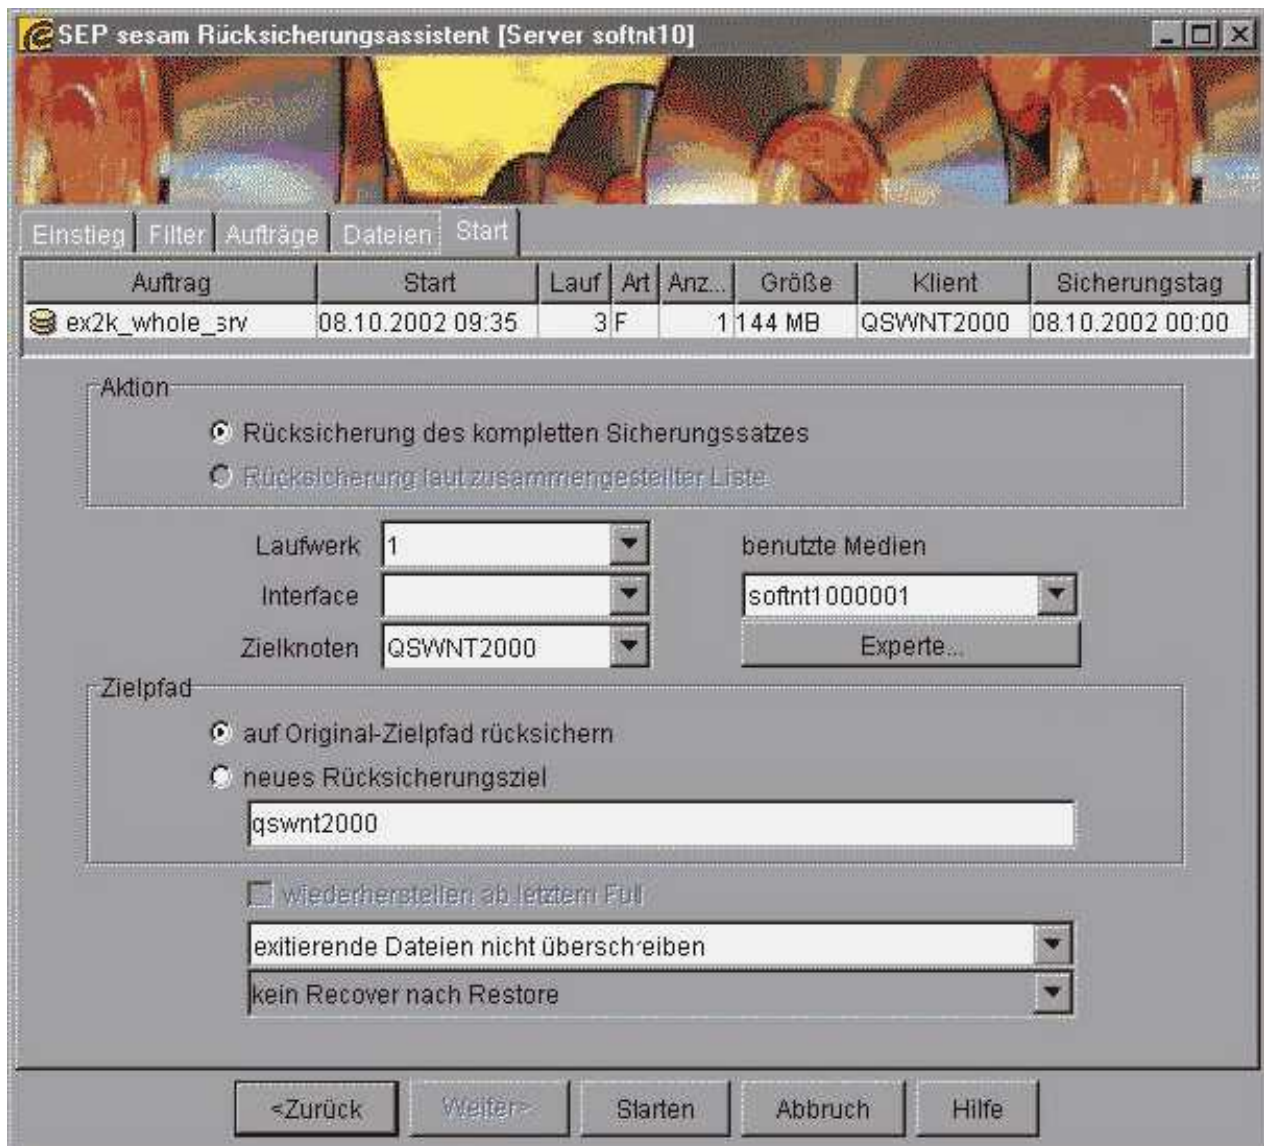 SEP sesam Rücksicherungsassistent [Server softnt10]
Einstieg Filter Aufträge Dateien Start
Auftrag Start Lauf Art Anz... Größe Klient Sicherungstag
ex2k_whole_srv 08.10.2002 09:35 3 F 1 144 MB QSWNT2000 08.10.2002 00:00
Aktion
Rücksicherung des kompletten Sicherungssatzes
Rücksicherung laut zusammengestellter Liste
Laufwerk 1 benutzte Medien
Interface softnt1000001
Zielknoten QSWNT2000 Experte...
Zielpfad
auf Original-Zielpfad rücksichern
neues Rücksicherungsziel
qswnt2000
wiederherstellen ab letztem Full
exitierende Dateien nicht überschreiben
kein Recover nach Restore
<Zurück Weiter> Starten Abbruch Hilfe